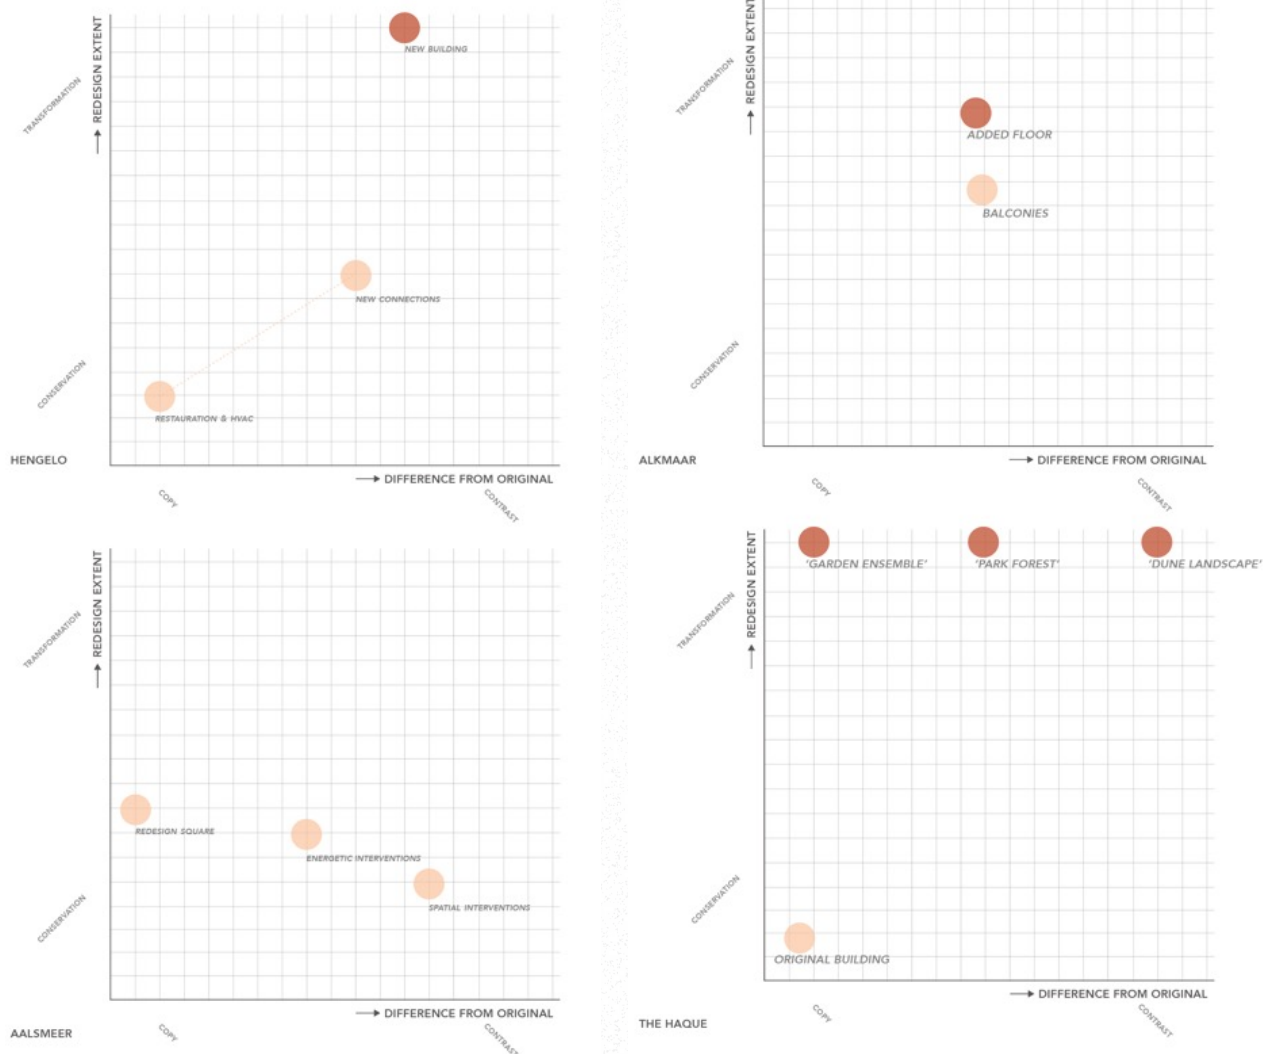 REDESIGN EXTENT
TRANSFORMATION
CONSERVATION
NEW BUILDING
NEW CONNECTIONS
RESTAURATION & HVAC
HENGELO
DIFFERENCE FROM ORIGINAL
COPY
CONTRAST
REDESIGN EXTENT
TRANSFORMATION
CONSERVATION
ADDED FLOOR
BALCONIES
ALKMAAR
DIFFERENCE FROM ORIGINAL
COPY
CONTRAST
REDESIGN EXTENT
TRANSFORMATION
CONSERVATION
REDESIGN SQUARE
ENERGETIC INTERVENTIONS
SPATIAL INTERVENTIONS
AALSMEER
DIFFERENCE FROM ORIGINAL
COPY
CONTRAST
REDESIGN EXTENT
TRANSFORMATION
CONSERVATION
'GARDEN ENSEMBLE'
'PARK FOREST'
'DUNE LANDSCAPE'
ORIGINAL BUILDING
THE HAQUE
DIFFERENCE FROM ORIGINAL
COPY
CONTRAST